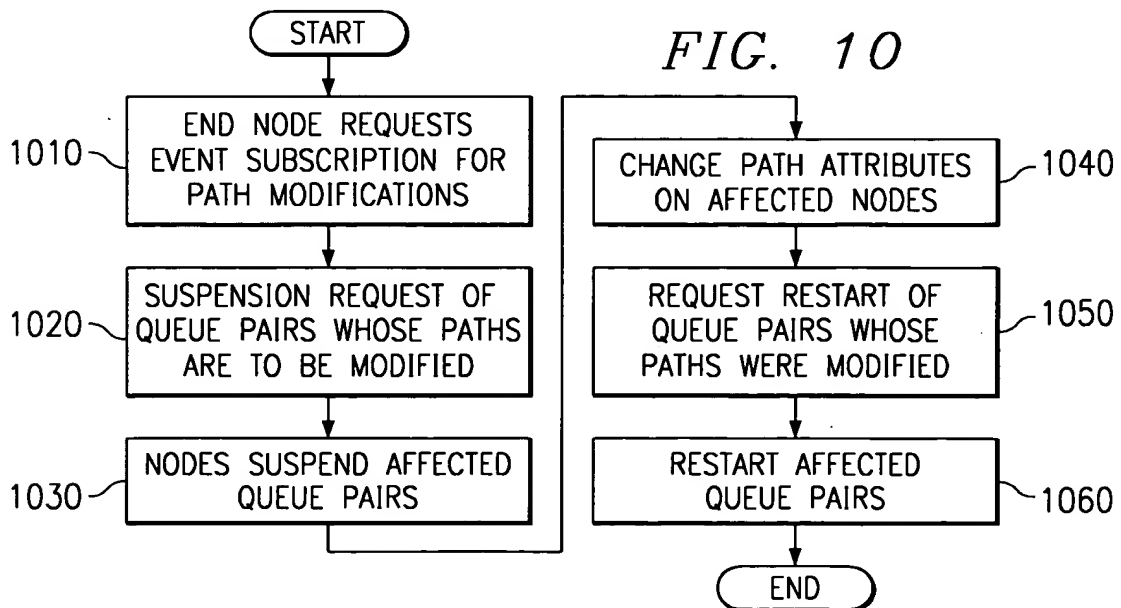 START
FIG. 10
1010
END NODE REQUESTS
EVENT SUBSCRIPTION FOR
PATH MODIFICATIONS
1020
SUSPENSION REQUEST OF
QUEUE PAIRS WHOSE PATHS
ARE TO BE MODIFIED
1030
NODES SUSPEND AFFECTED
QUEUE PAIRS
CHANGE PATH ATTRIBUTES
ON AFFECTED NODES
1040
REQUEST RESTART OF
QUEUE PAIRS WHOSE
PATHS WERE MODIFIED
1050
RESTART AFFECTED
QUEUE PAIRS
1060
END